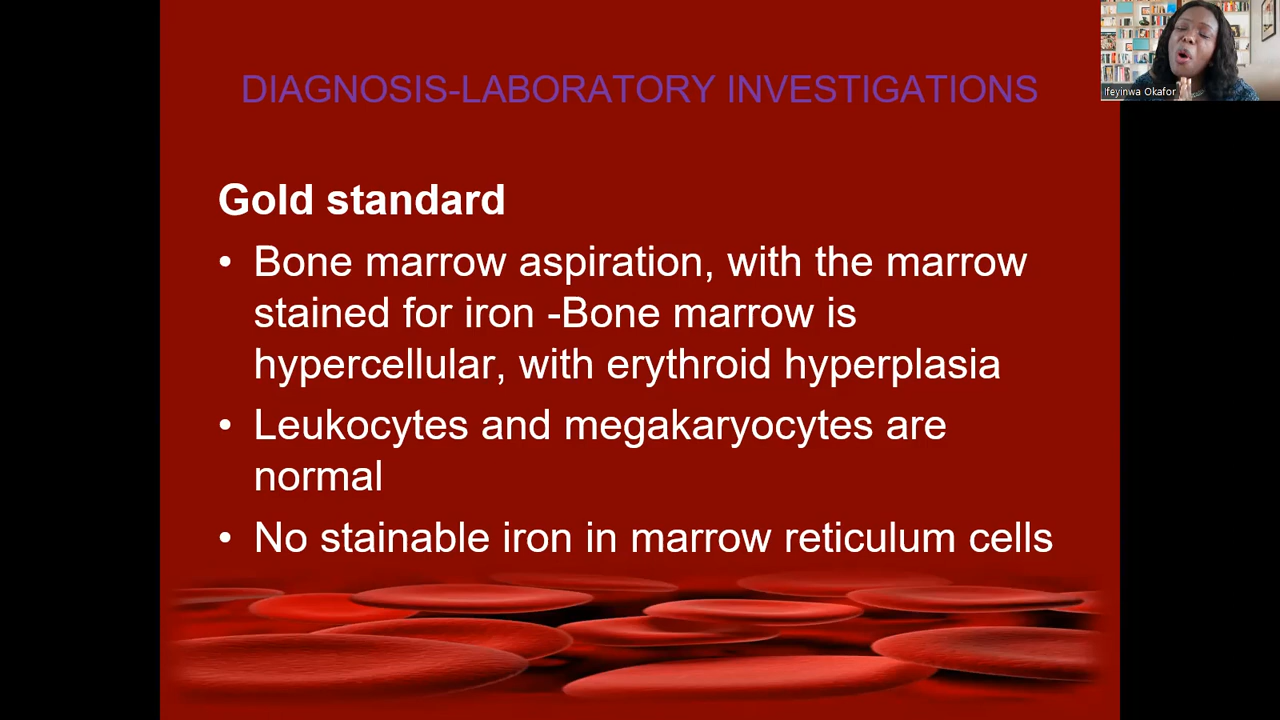 DIAGNOSIS-LABORATORY INVESTIGATIONS
Ifeyinwa Okafor
Gold standard
• Bone marrow aspiration, with the marrow
stained for iron -Bone marrow is
hypercellular, with erythroid hyperplasia
• Leukocytes and megakaryocytes are
normal
• No stainable iron in marrow reticulum cells